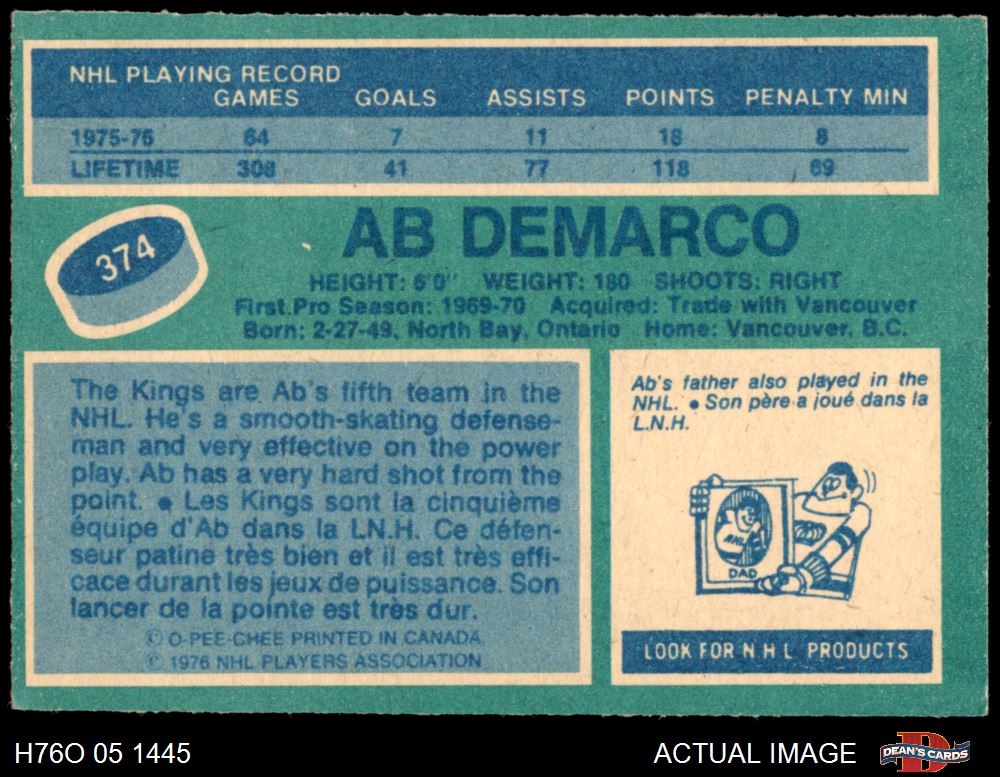 NHL PLAYING RECORD
GAMES GOALS ASSISTS POINTS PENALTY MIN
1975-76 64 7 11 18 8
LIFETIME 308 41 77 118 69
374
AB DEMARCO
HEIGHT: 6'0" WEIGHT: 180 SHOOTS: RIGHT
First Pro Season: 1969-70 Acquired: Trade with Vancouver
Born: 2-27-49, North Bay, Ontario Home: Vancouver, B.C.
The Kings are Ab's fifth team in the
NHL. He's a smooth-skating defense-
man and very effective on the power
play. Ab has a very hard shot from the
point. ● Les Kings sont la cinquième
équipe d'Ab dans la LN.H. Ce défen-
seur patine très bien et il est très effi-
cace durant les jeux de puissance. Son
lancer de la pointe est très dur.
© O-PEE-CHEE PRINTED IN CANADA
© 1976 NHL PLAYERS ASSOCIATION
Ab's father also played in the
NHL. ● Son père a joué dans la
L.N.H.
NHL
DAD
LOOK FOR N H L PRODUCTS
H76O 05 1445
ACTUAL IMAGE
D
DEAN'S CARDS